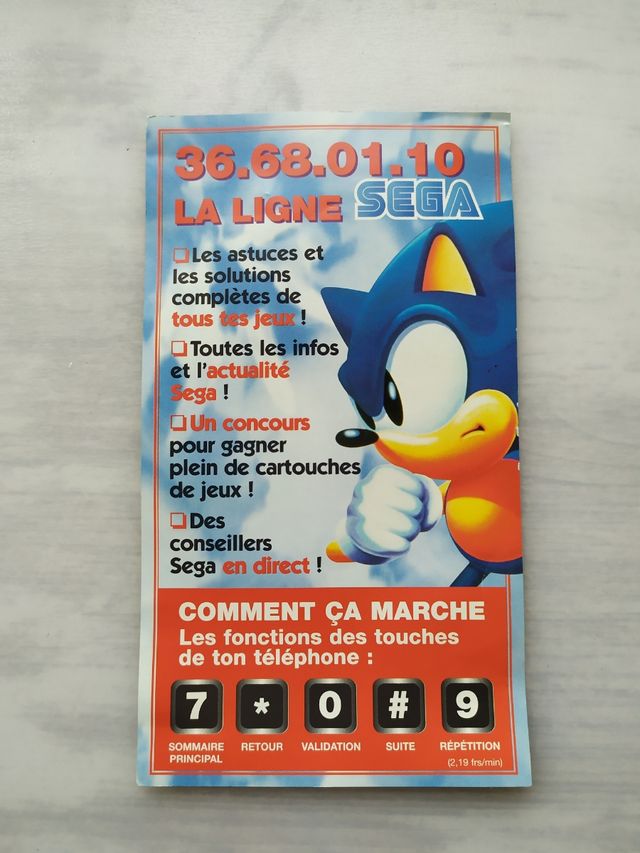 36.68.01.10
LA LIGNE SEGA
❏ Les astuces et
les solutions
complètes de
tous tes jeux !
❏ Toutes les infos
et l'actualité
Sega !
❏ Un concours
pour gagner
plein de cartouches
de jeux !
❏ Des
conseillers
Sega en direct !
COMMENT ÇA MARCHE
Les fonctions des touches
de ton téléphone :
7 * 0 # 9
SOMMAIRE PRINCIPAL RETOUR VALIDATION SUITE RÉPÉTITION
(2,19 frs/min)